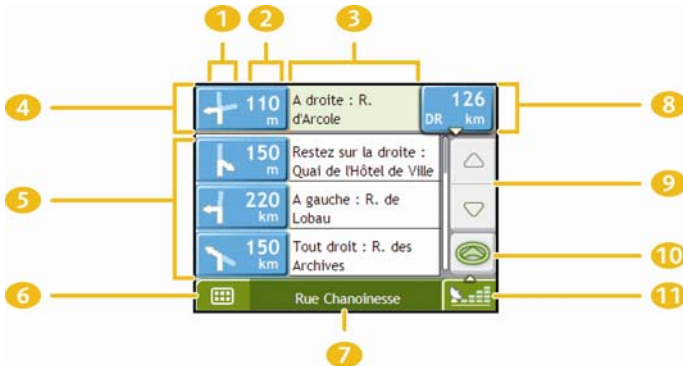 1 2 3
4
110 m
A droite : R.
d'Arcole
126
DR km
8
5
150 m
Restez sur la droite :
Quai de l'Hôtel de Ville
9
220 km
A gauche : R. de
Lobau
150 km
Tout droit : R. des
Archives
10
6
Rue Chanoinesse
11
7